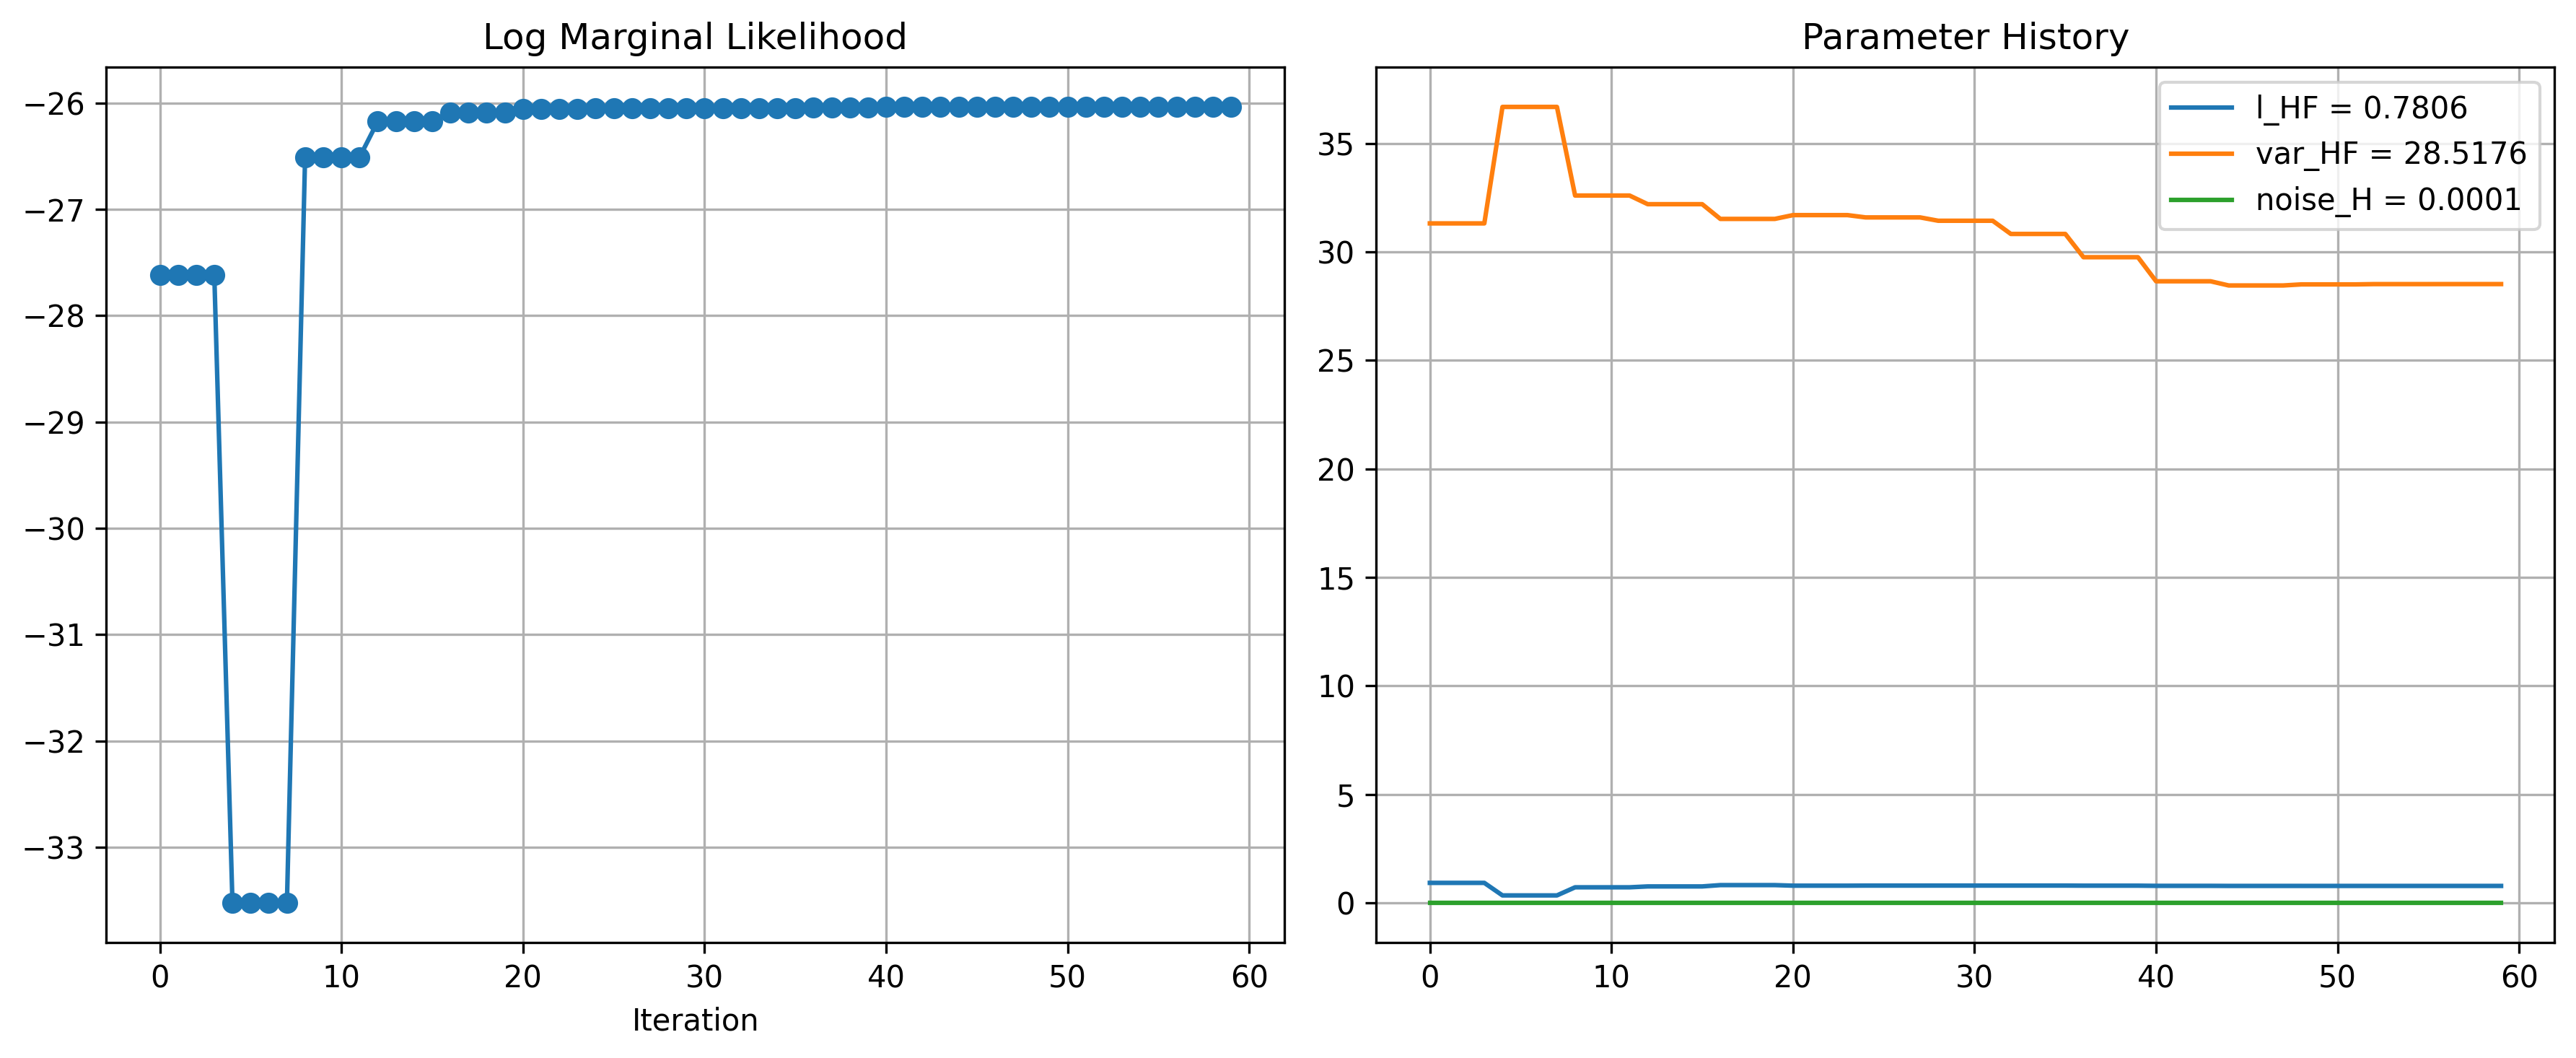 Log Marginal Likelihood
−26
−27
−28
−29
−30
−31
−32
−33
0 10 20 30 40 50 60
Iteration
Parameter History
l_HF = 0.7806
var_HF = 28.5176
noise_H = 0.0001
35
30
25
20
15
10
5
0
0 10 20 30 40 50 60